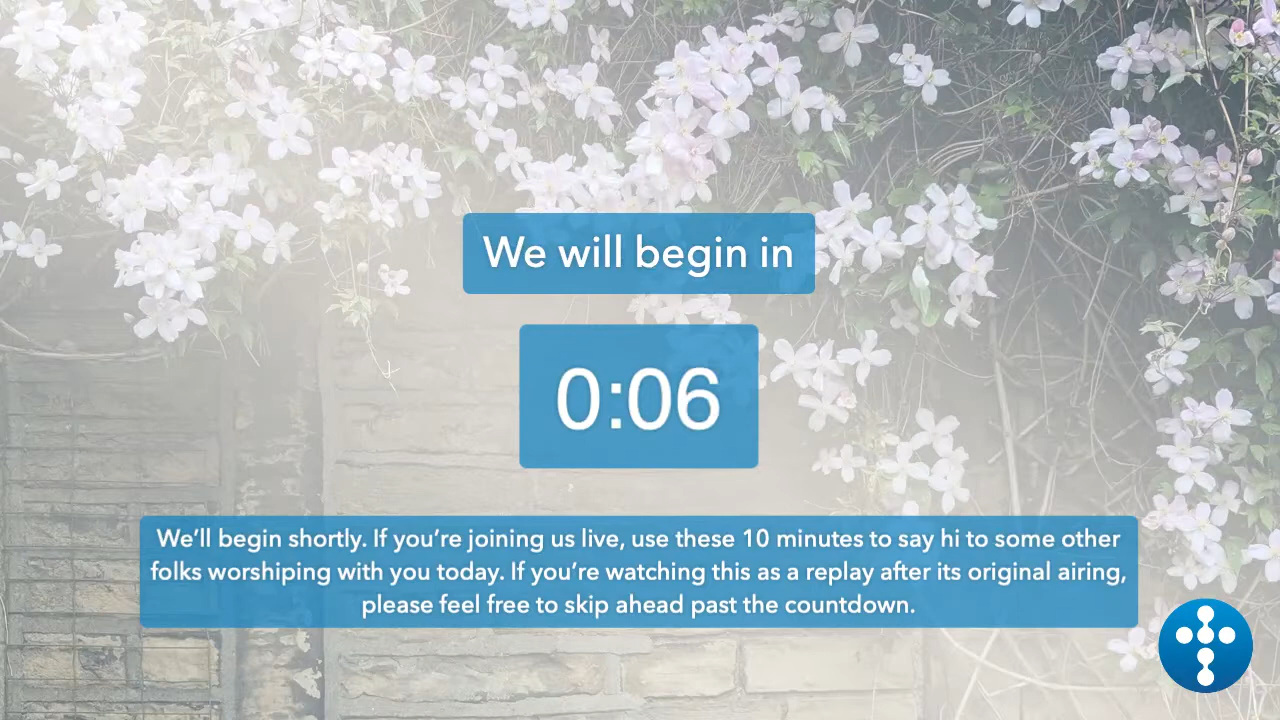 We will begin in
0:06
We’ll begin shortly. If you’re joining us live, use these 10 minutes to say hi to some other
folks worshiping with you today. If you’re watching this as a replay after its original airing,
please feel free to skip ahead past the countdown.